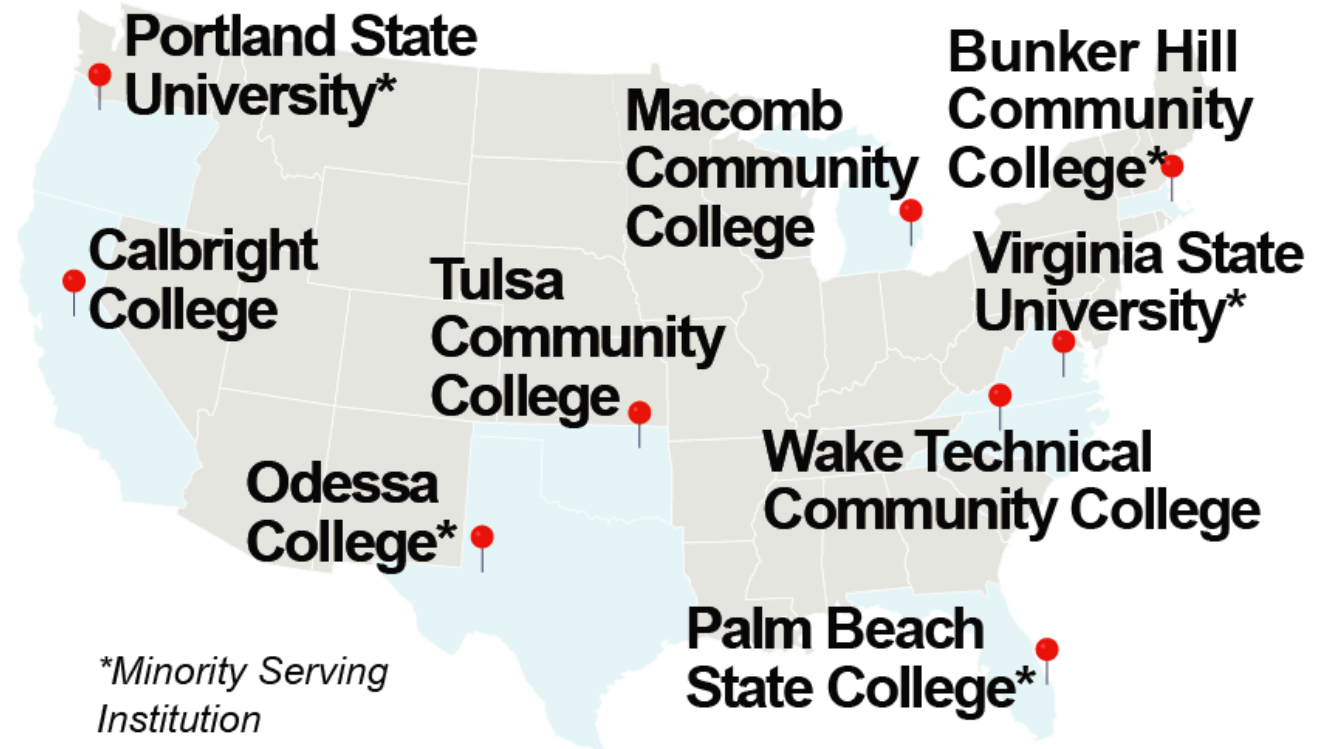 Portland State
University*
Bunker Hill
Community
College*
Macomb
Community
College
Calbright
College
Virginia State
University*
Tulsa
Community
College
Wake Technical
Community College
Odessa
College*
Palm Beach
State College*
*Minority Serving
Institution